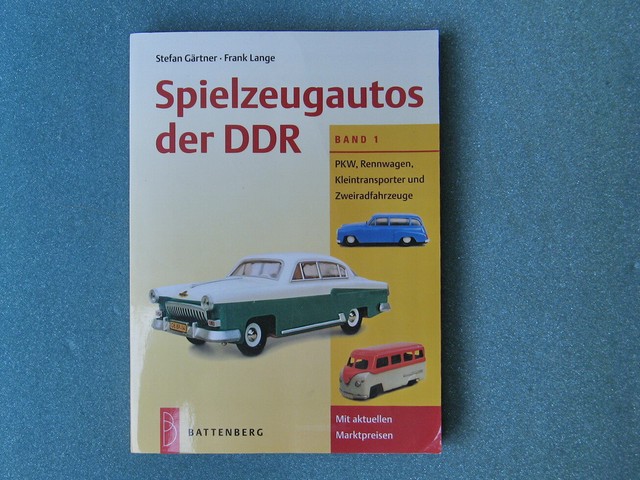 Stefan Gärtner · Frank Lange
Spielzeugautos
der DDR
BAND 1
PKW, Rennwagen,
Kleintransporter und
Zweiradfahrzeuge
Mit aktuellen
Marktpreisen
BATTENBERG